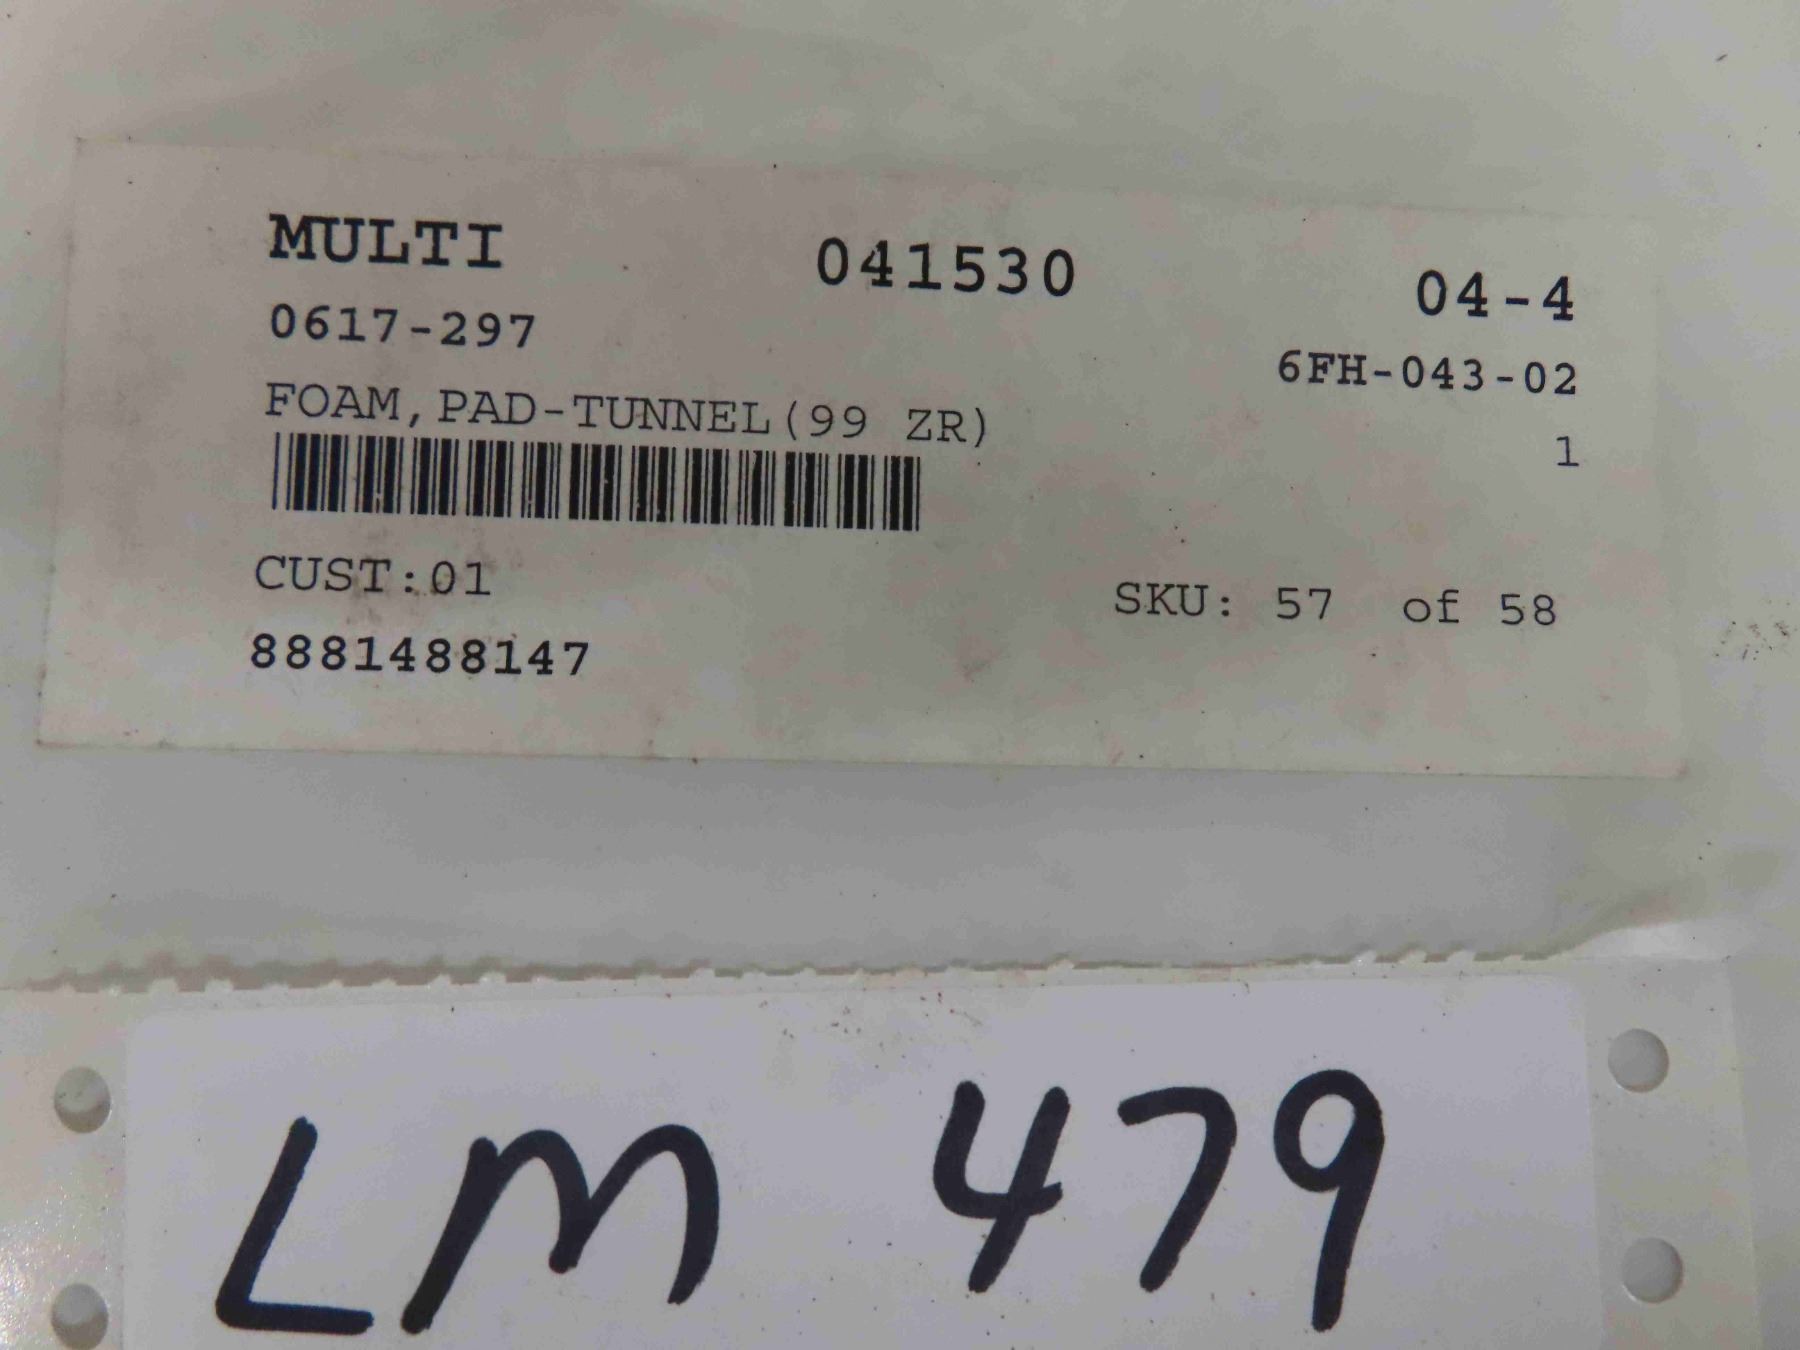 MULTI 041530 04-4
0617-297 6FH-043-02
FOAM,PAD-TUNNEL(99 ZR) 1
CUST:01 SKU: 57 of 58
8881488147
LM 479